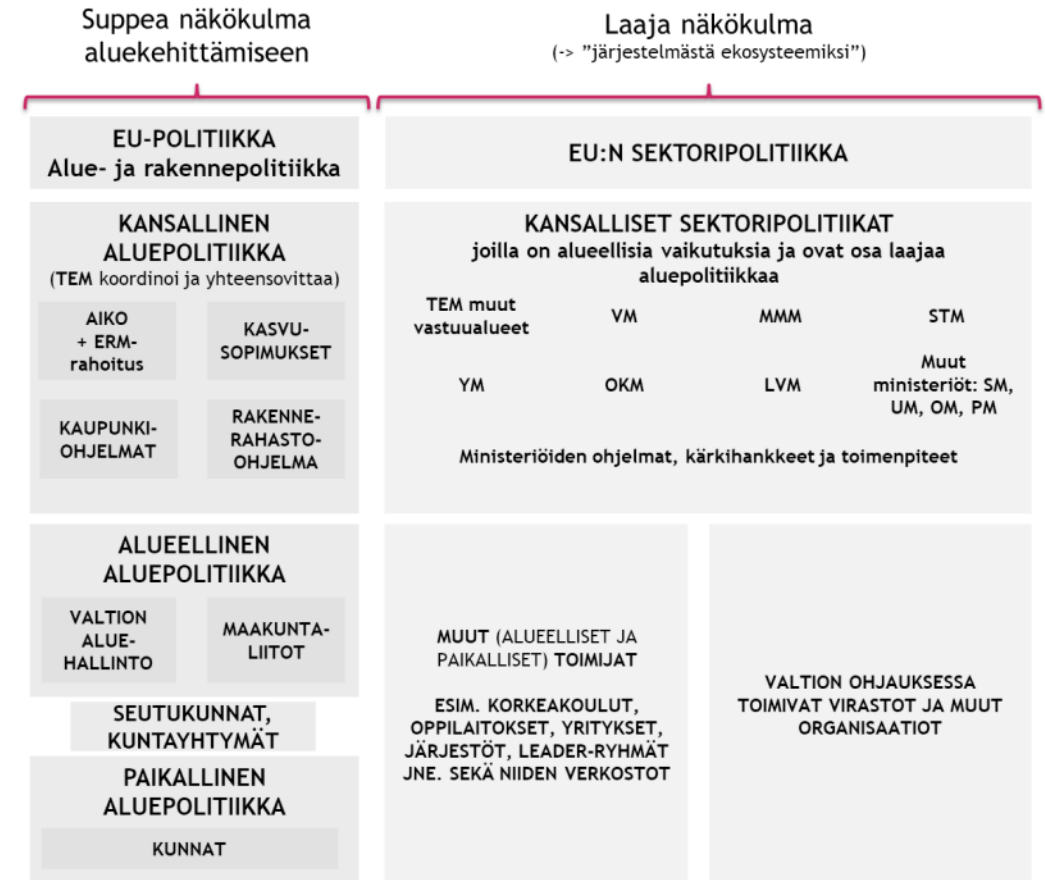 Suppea näkökulma
aluekehittämiseen
Laaja näkökulma
(-> ”järjestelmästä ekosysteemiksi”)
EU-POLITIIKKA
Alue- ja rakennepolitiikka
EU:N SEKTORIPOLITIIKKA
KANSALLINEN
ALUEPOLITIIKKA
(TEM koordinoi ja yhteensovittaa)
AIKO
+ ERM-
rahoitus
KASVU-
SOPIMUKSET
KAUPUNKI-
OHJELMAT
RAKENNE-
RAHASTO-
OHJELMA
KANSALLISET SEKTORIPOLITIIKAT
joilla on alueellisia vaikutuksia ja ovat osa laajaa
aluepolitiikkaa
TEM muut
vastuualueet
VM
MMM
STM
YM
OKM
LVM
Muut
ministeriöt: SM,
UM, OM, PM
Ministeriöiden ohjelmat, kärkihankkeet ja toimenpiteet
ALUEELLINEN
ALUEPOLITIIKKA
VALTION
ALUE-
HALLINTO
MAAKUNTA-
LIITOT
SEUTUKUNNAT,
KUNTAYHTYMÄT
PAIKALLINEN
ALUEPOLITIIKKA
KUNNAT
MUUT (ALUEELLISET JA
PAIKALLISET) TOIMIJAT
ESIM. KORKEAKOULUT,
OPPILAITOKSET, YRITYKSET,
JÄRJESTÖT, LEADER-RYHMÄT
JNE. SEKÄ NIIDEN VERKOSTOT
VALTION OHJAUKSESSA
TOIMIVAT VIRASTOT JA MUUT
ORGANISAATIOT